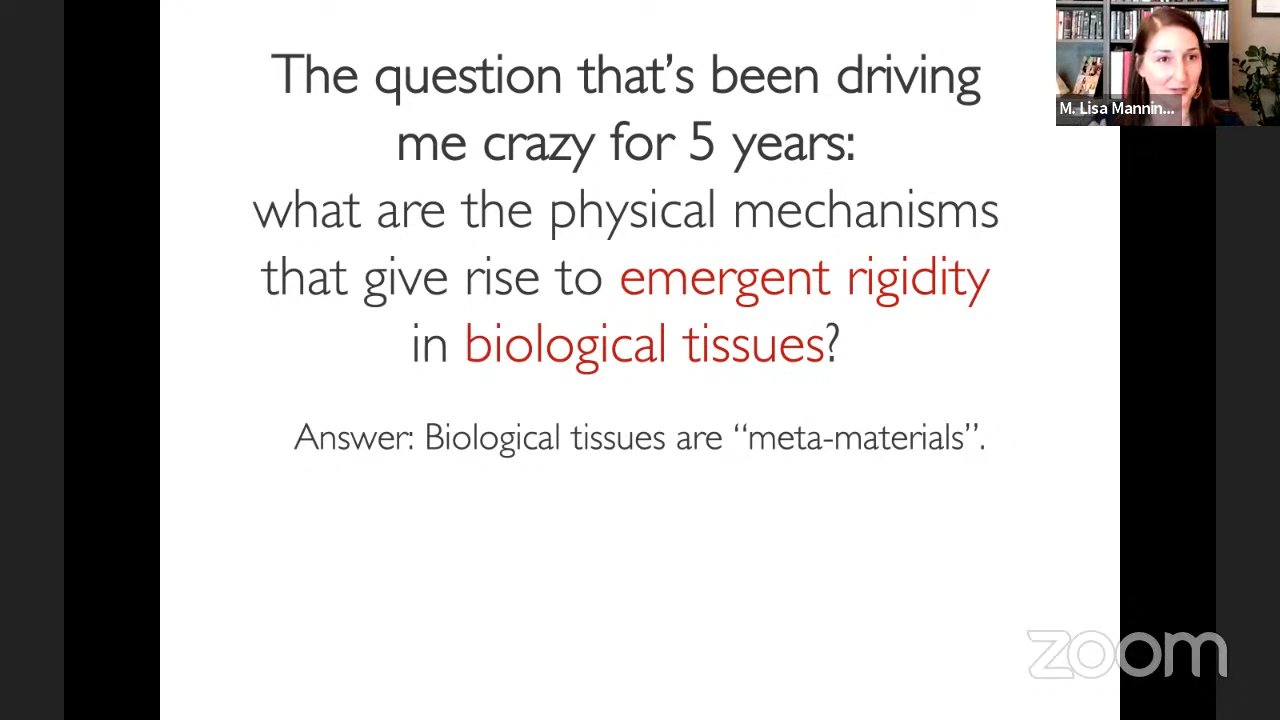 The question that's been driving
me crazy for 5 years:
what are the physical mechanisms
that give rise to emergent rigidity
in biological tissues?
Answer: Biological tissues are “meta-materials”.
M. Lisa Mannin...
zoom